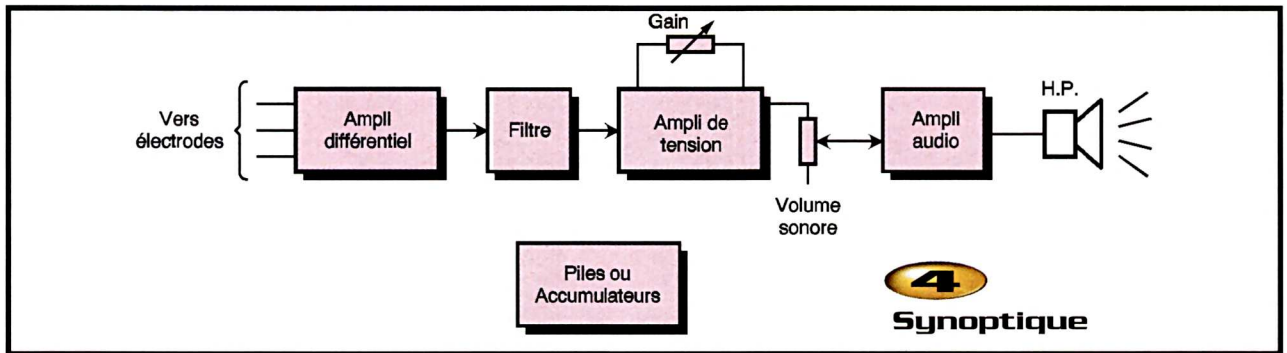 Gain
Vers
électrodes
Ampli
différentiel
Filtre
Ampli de
tension
Volume
sonore
Ampli
audio
H.P.
Piles ou
Accumulateurs
4
Synoptique